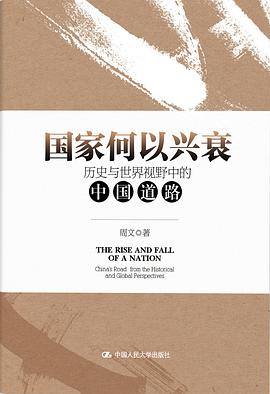 国家何以兴衰
历史与世界视野中的
中国道路
周文◎著
THE RISE AND FALL
OF A NATION
China's Road from the Historical
and Global Perspectives
中国人民大学出版社